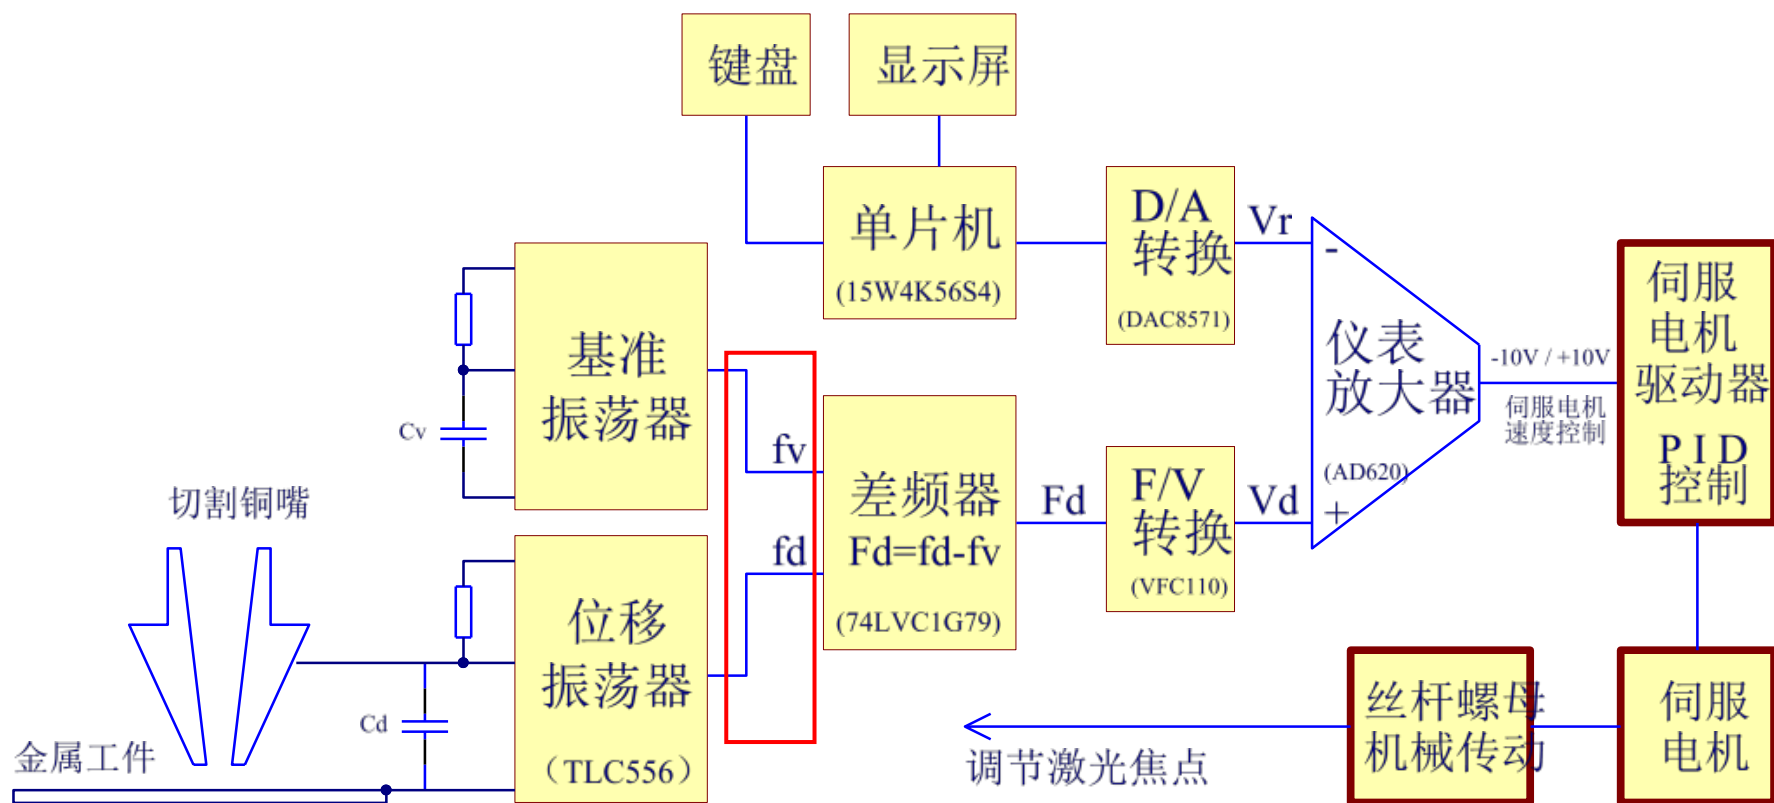 键盘
显示屏
单片机
(15W4K56S4)
D/A
转换
(DAC8571)
Vr
-
仪表
放大器
(AD620)
+
-10V / +10V
伺服电机
速度控制
伺服
电机
驱动器
P I D
控制
基准
振荡器
Cv
fv
fd
差频器
Fd=fd-fv
(74LVC1G79)
Fd
F/V
转换
(VFC110)
Vd
切割铜嘴
位移
振荡器
（TLC556）
Cd
金属工件
调节激光焦点
丝杆螺母
机械传动
伺服
电机